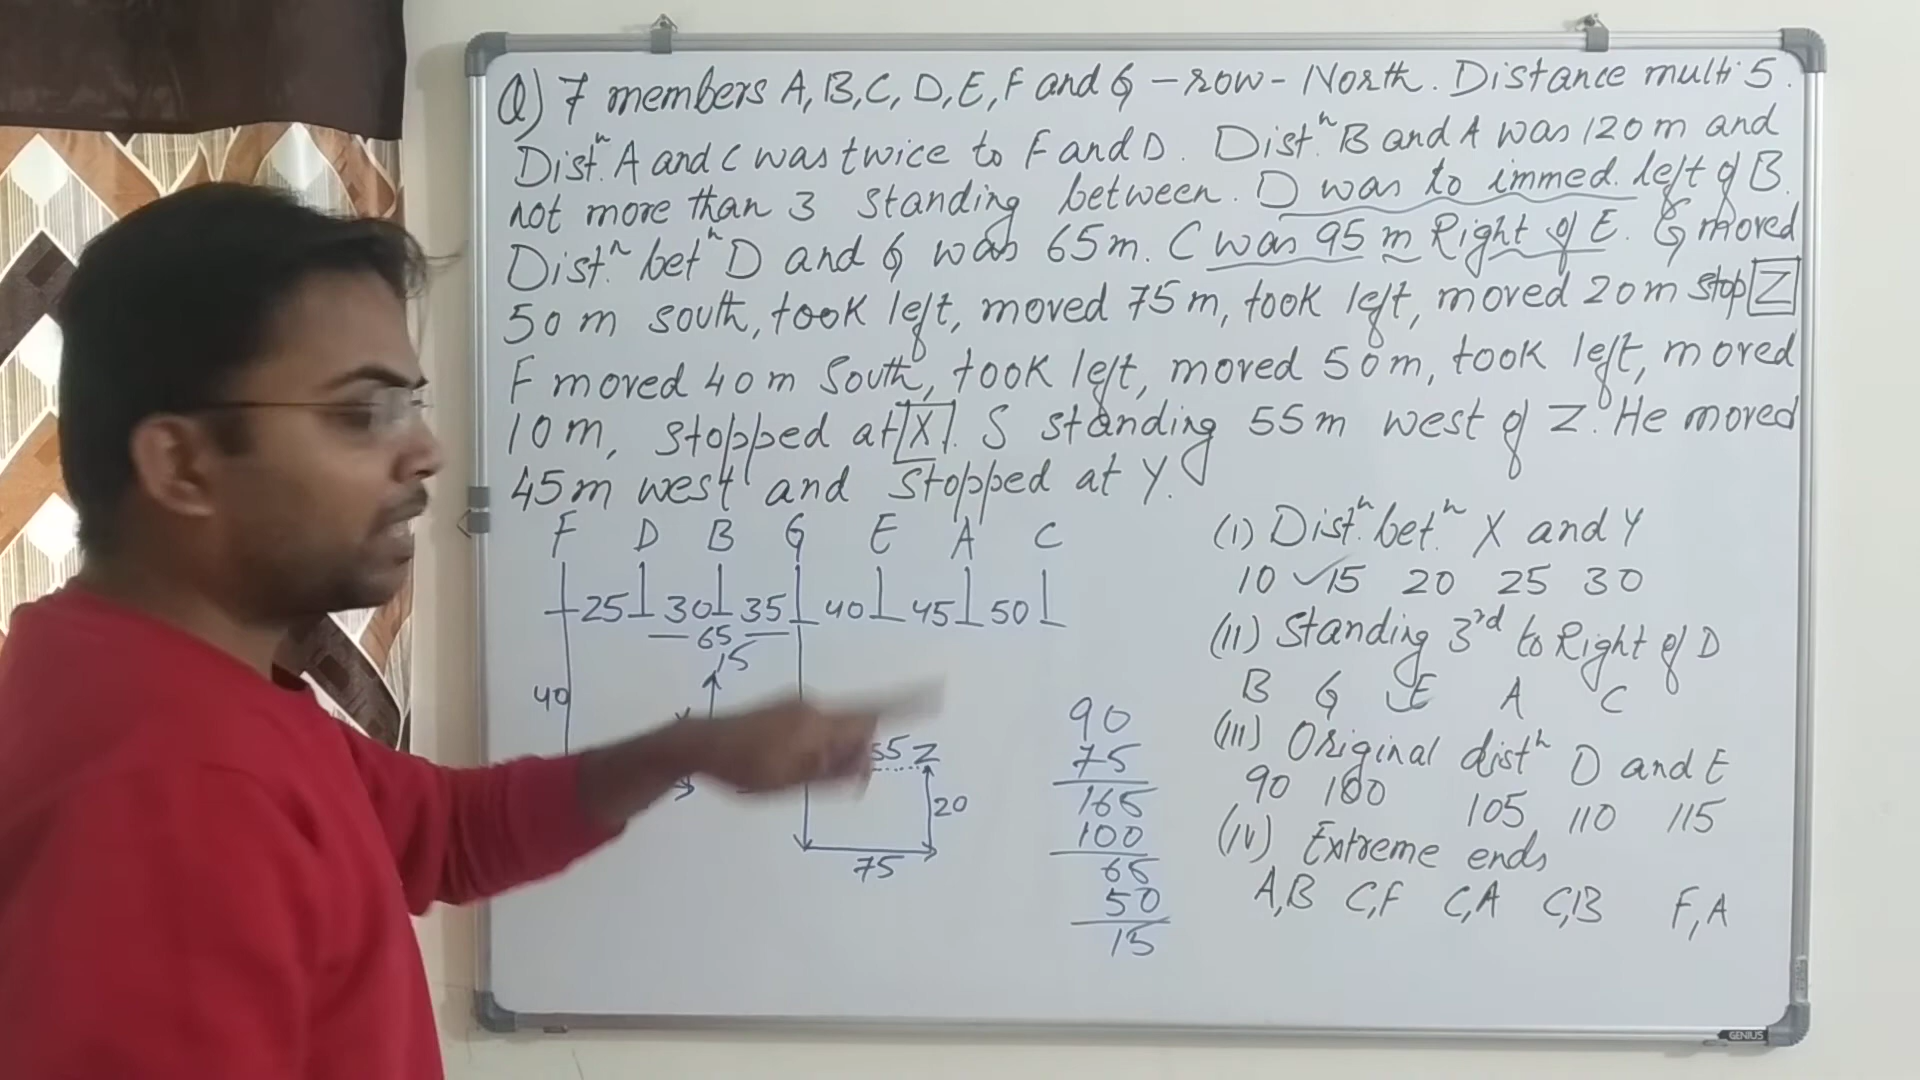 Q) 7 members A, B, C, D, E, F and G – row – North. Distance multi 5.
Dist.ⁿ A and C was twice to F and D. Dist.ⁿ B and A was 120 m and
not more than 3 standing between. D was to immed. left of B.
Dist.ⁿ betⁿ D and G was 65m. C was 95 m Right of E. G moved
50 m south, took left, moved 75 m, took left, moved 20 m stop Z
F moved 40 m South, took left, moved 50 m, took left, moved
10 m, stopped at X. S standing 55 m west of Z. He moved
45 m west and stopped at Y.
F D B G E A C
25 30 35 40 45 50
65
15
40
55 Z
20
75
90
75
165
100
65
50
15
(i) Dist.ⁿ bet.ⁿ X and Y
10 ✓15 20 25 30
(ii) Standing 3rd to Right of D
B G E A C
(iii) Original distⁿ D and E
90 100 105 110 115
(iv) Extreme ends
A,B C,F C,A C,B F,A
GENIUS